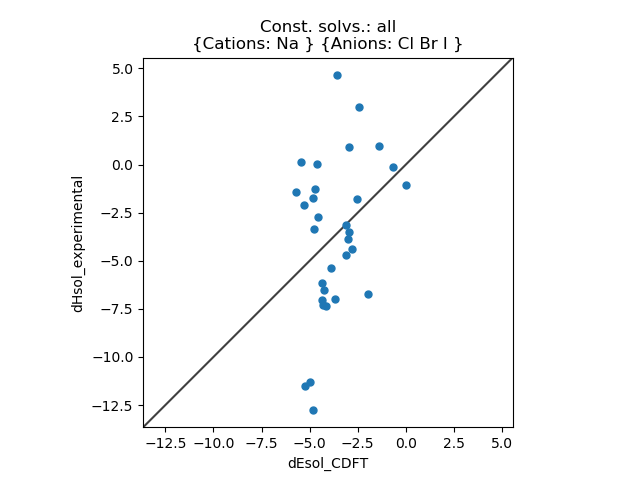 Const. solvs.: all
{Cations: Na } {Anions: Cl Br I }
5.0
2.5
0.0
−2.5
−5.0
−7.5
−10.0
−12.5
dHsol_experimental
−12.5 −10.0 −7.5 −5.0 −2.5 0.0 2.5 5.0
dEsol_CDFT